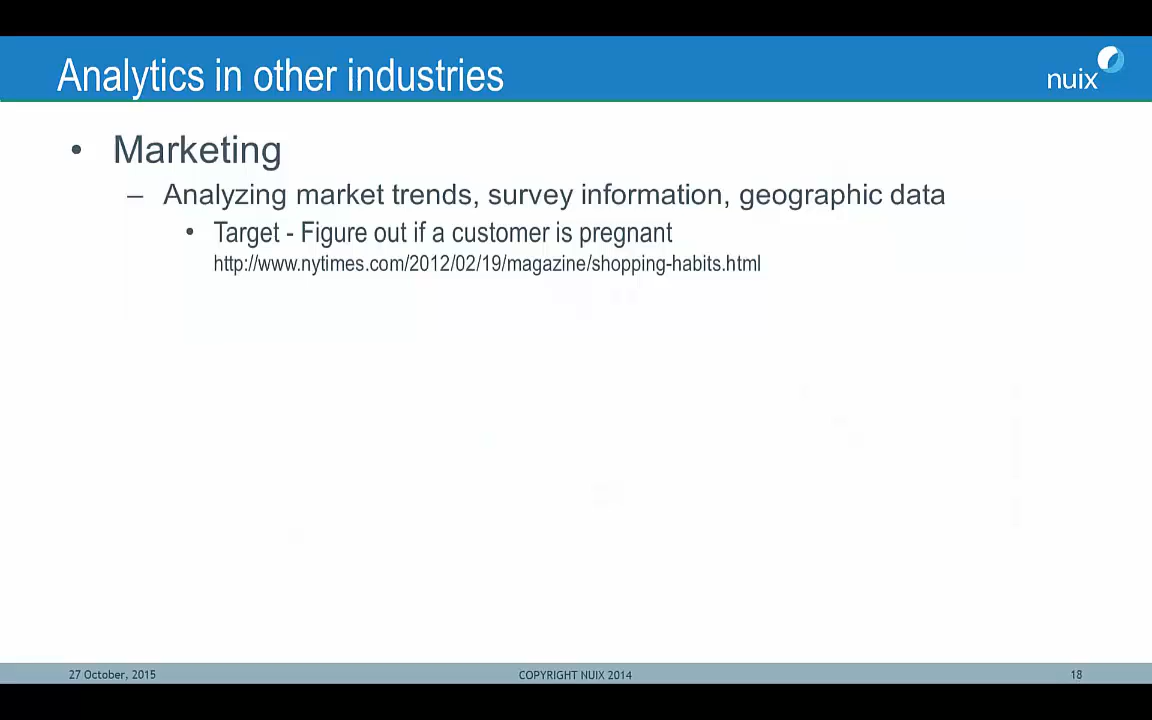 Analytics in other industries
nuix
• Marketing
– Analyzing market trends, survey information, geographic data
• Target - Figure out if a customer is pregnant
http://www.nytimes.com/2012/02/19/magazine/shopping-habits.html
27 October, 2015
COPYRIGHT NUIX 2014
18